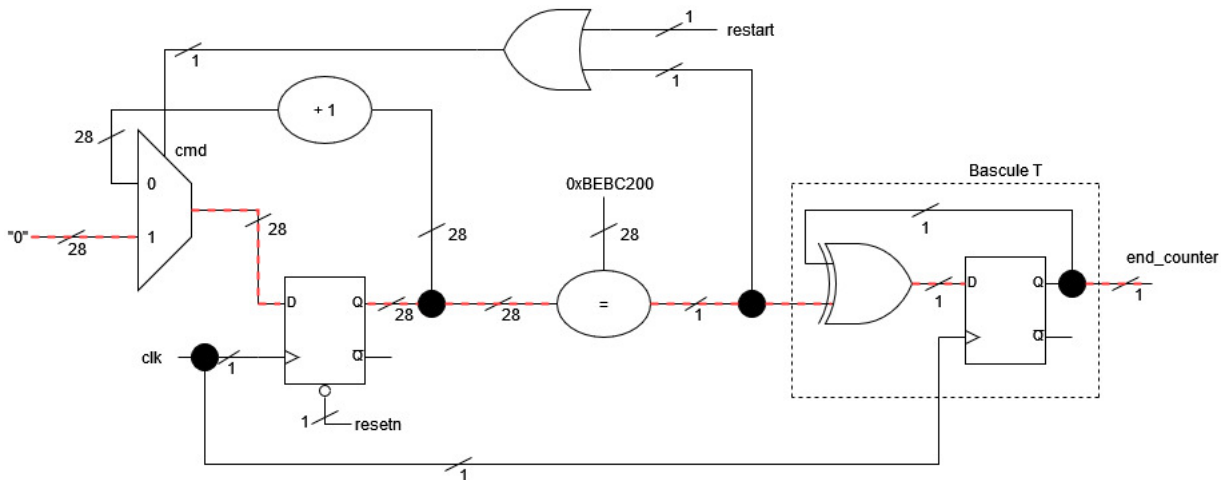 1
restart
1
1
+ 1
28
cmd
0
"0"
28
1
28
28
0xBEBC200
28
Bascule T
1
end_counter
1
D
Q
28
28
=
1
1
D
Q
Q
clk
1
Q
1
resetn
1